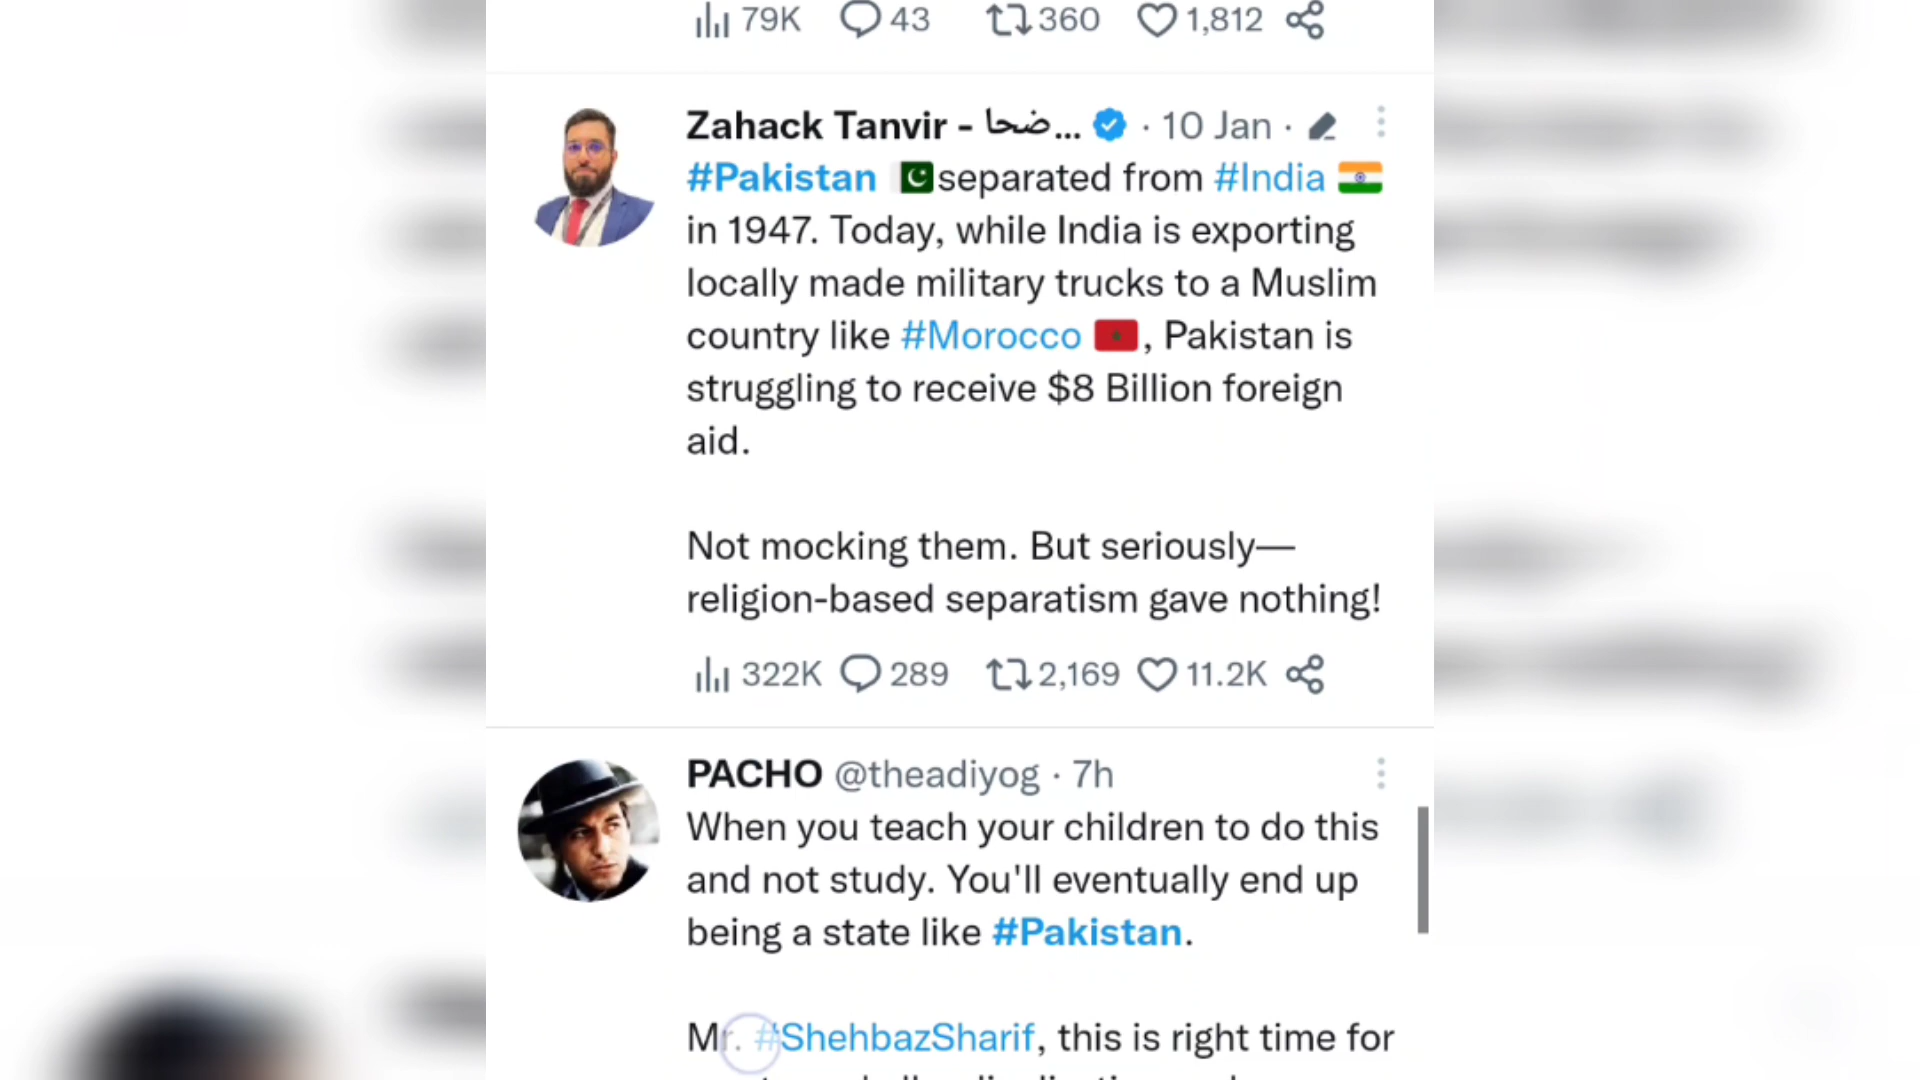 79K 43 360 1,812
Zahack Tanvir - ضحا... · 10 Jan ·
#Pakistan separated from #India
in 1947. Today, while India is exporting
locally made military trucks to a Muslim
country like #Morocco , Pakistan is
struggling to receive $8 Billion foreign
aid.
Not mocking them. But seriously—
religion-based separatism gave nothing!
322K 289 2,169 11.2K
PACHO @theadiyog · 7h
When you teach your children to do this
and not study. You'll eventually end up
being a state like #Pakistan.
Mr. #ShehbazSharif, this is right time for